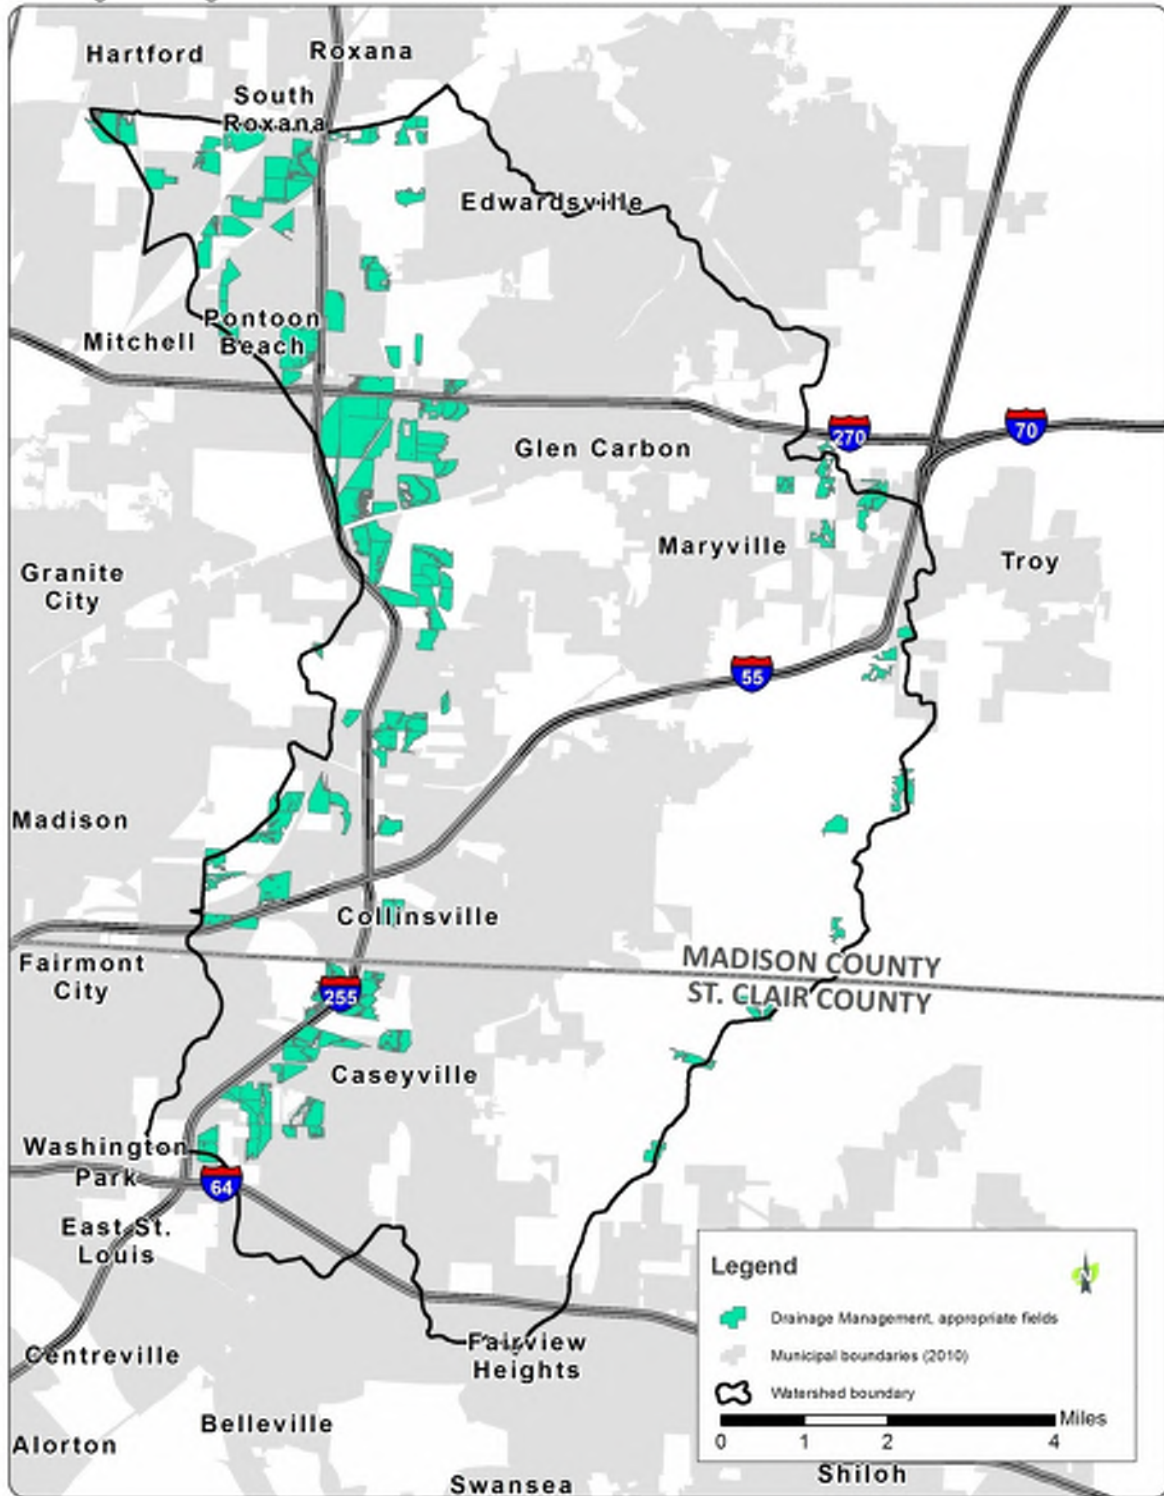 Hartford
Roxana
South
Roxana
Edwardsville
Pontoon
Beach
Mitchell
270
70
Glen Carbon
Maryville
Troy
Granite
City
55
Madison
Collinsville
Fairmont
City
MADISON COUNTY
ST. CLAIR COUNTY
255
Caseyville
Washington
Park
64
East St.
Louis
Fairview
Heights
Centreville
Belleville
Alorton
Swansea
Shiloh
Legend
N
Drainage Management, appropriate fields
Municipal boundaries (2010)
Watershed boundary
Miles
0 1 2 4